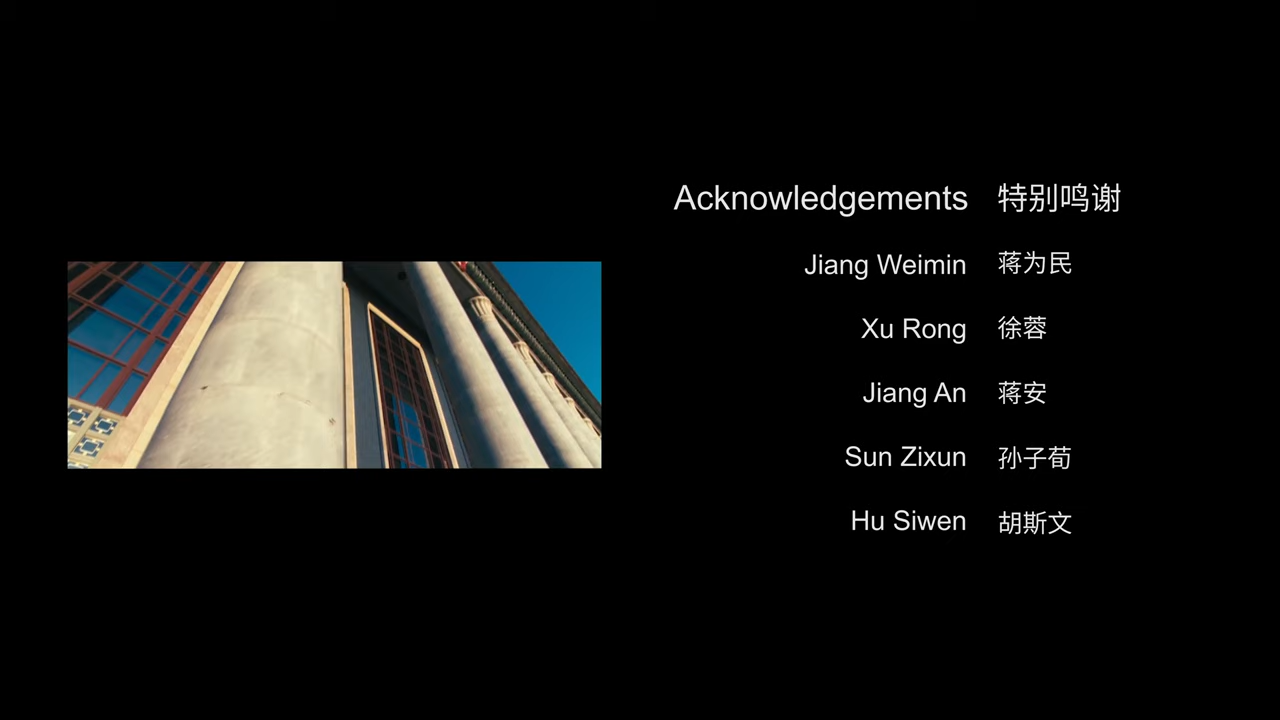 Acknowledgements 特别鸣谢
Jiang Weimin 蒋为民
Xu Rong 徐蓉
Jiang An 蒋安
Sun Zixun 孙子荀
Hu Siwen 胡斯文